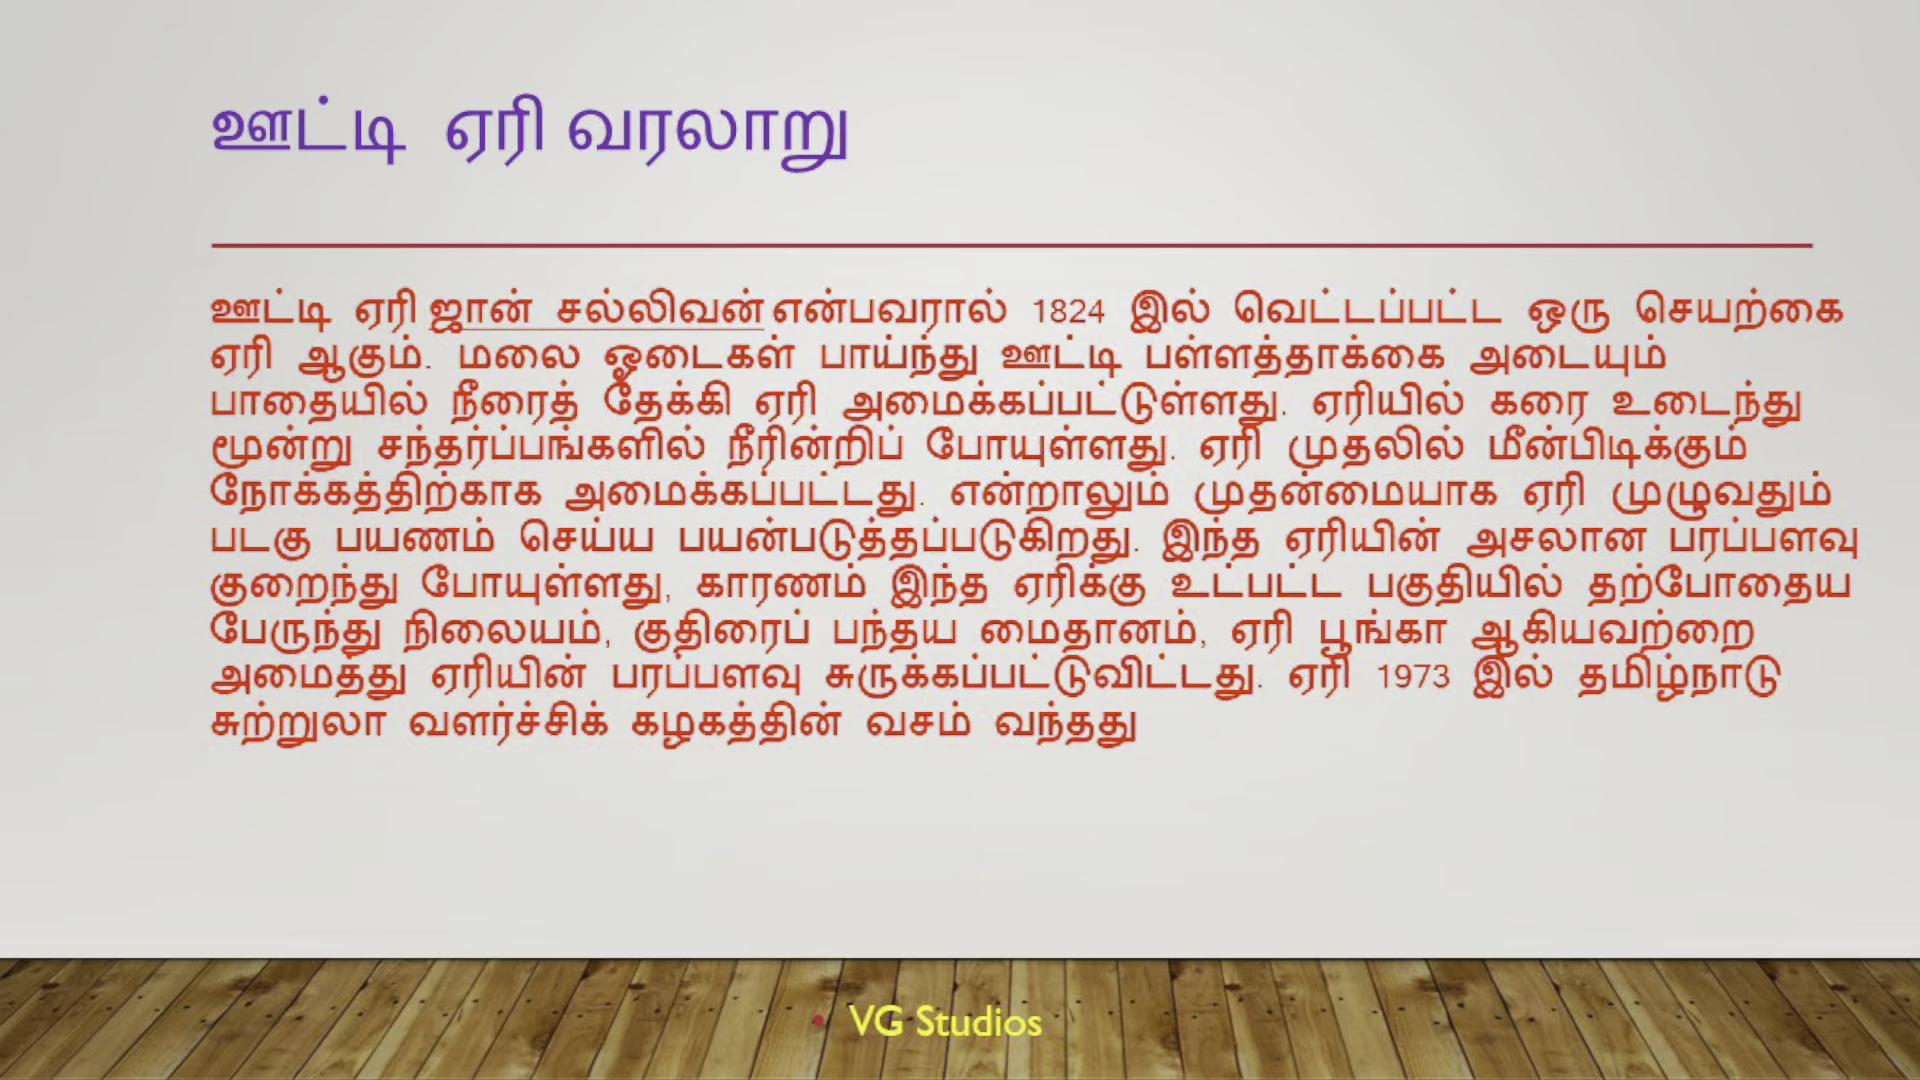 ஊட்டி ஏரி வரலாறு
ஊட்டி ஏரி ஜான் சல்லிவன் என்பவரால் 1824 இல் வெட்டப்பட்ட ஒரு செயற்கை
ஏரி ஆகும். மலை ஓடைகள் பாய்ந்து ஊட்டி பள்ளத்தாக்கை அடையும்
பாதையில் நீரைத் தேக்கி ஏரி அமைக்கப்பட்டுள்ளது. ஏரியில் கரை உடைந்து
மூன்று சந்தர்ப்பங்களில் நீரின்றிப் போயுள்ளது. ஏரி முதலில் மீன்பிடிக்கும்
நோக்கத்திற்காக அமைக்கப்பட்டது. என்றாலும் முதன்மையாக ஏரி முழுவதும்
படகு பயணம் செய்ய பயன்படுத்தப்படுகிறது. இந்த ஏரியின் அசலான பரப்பளவு
குறைந்து போயுள்ளது, காரணம் இந்த ஏரிக்கு உட்பட்ட பகுதியில் தற்போதைய
பேருந்து நிலையம், குதிரைப் பந்தய மைதானம், ஏரி பூங்கா ஆகியவற்றை
அமைத்து ஏரியின் பரப்பளவு சுருக்கப்பட்டுவிட்டது. ஏரி 1973 இல் தமிழ்நாடு
சுற்றுலா வளர்ச்சிக் கழகத்தின் வசம் வந்தது
• VG Studios